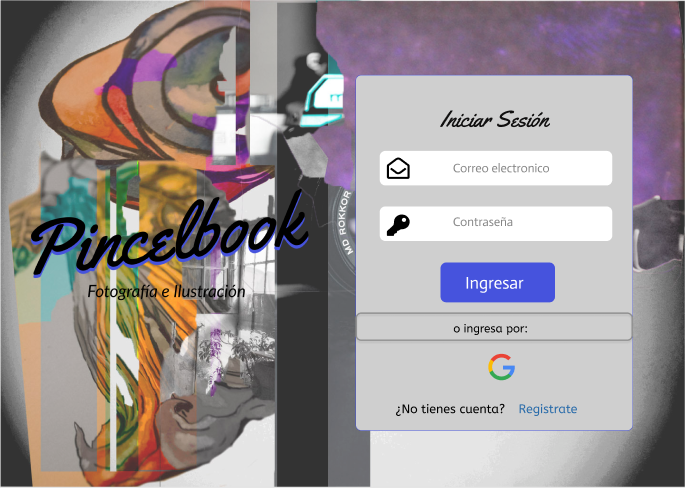 Pincelbook
Fotografía e Ilustración
MD ROKKOR
Iniciar Sesión
Correo electronico
Contraseña
Ingresar
o ingresa por:
¿No tienes cuenta? Registrate